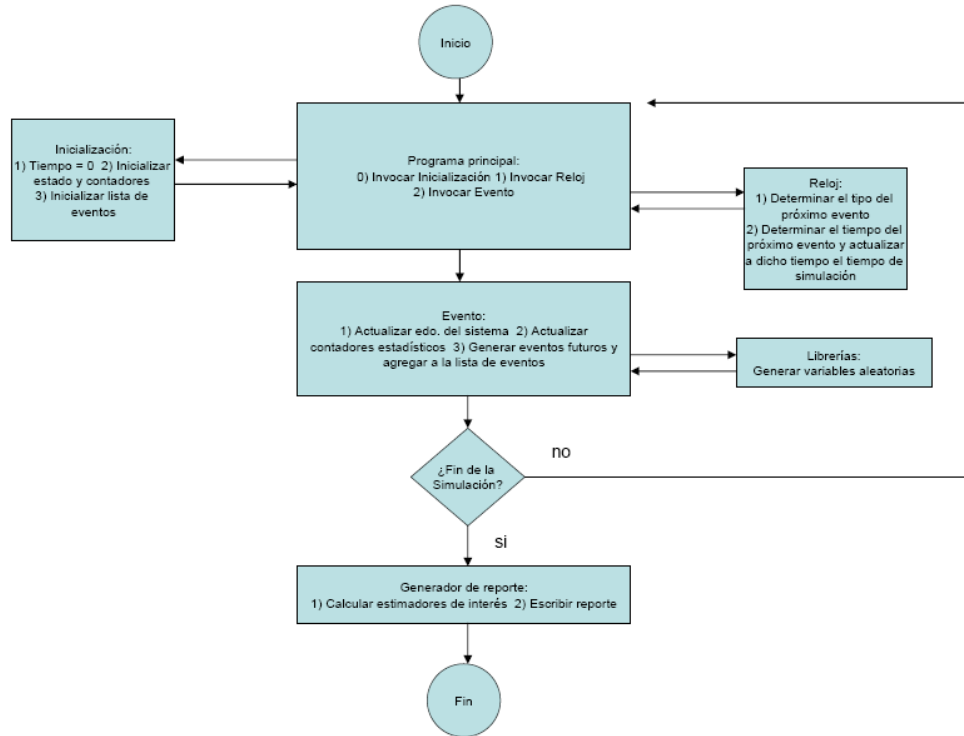 Inicio
Inicialización:
1) Tiempo = 0 2) Inicializar
estado y contadores
3) Inicializar lista de
eventos
Programa principal:
0) Invocar Inicialización 1) Invocar Reloj
2) Invocar Evento
Reloj:
1) Determinar el tipo del
próximo evento
2) Determinar el tiempo del
próximo evento y actualizar
a dicho tiempo el tiempo de
simulación
Evento:
1) Actualizar edo. del sistema 2) Actualizar
contadores estadísticos 3) Generar eventos futuros y
agregar a la lista de eventos
Librerías:
Generar variables aleatorias
¿Fin de la
Simulación?
no
si
Generador de reporte:
1) Calcular estimadores de interés 2) Escribir reporte
Fin